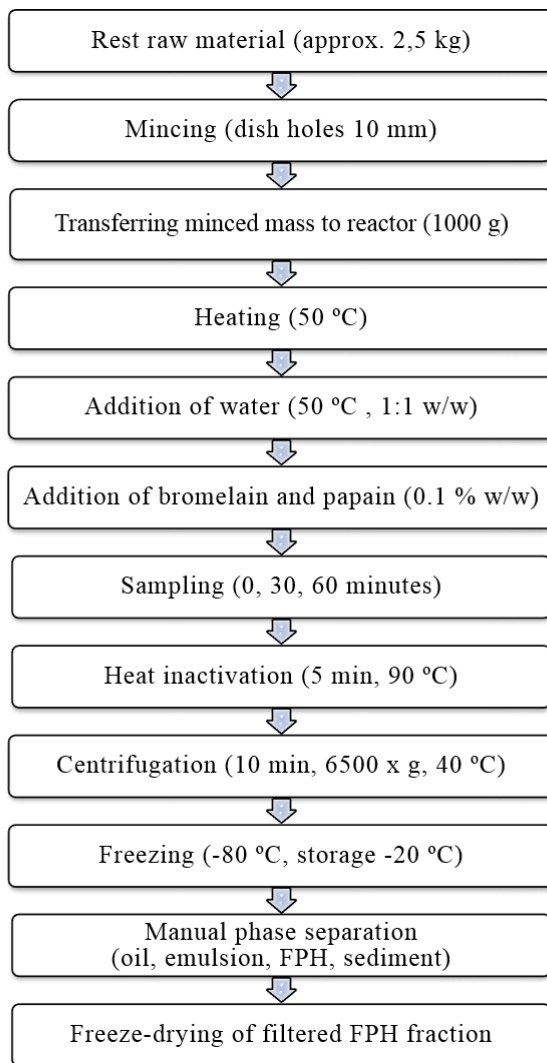 Rest raw material (approx. 2,5 kg)
Mincing (dish holes 10 mm)
Transferring minced mass to reactor (1000 g)
Heating (50 ºC)
Addition of water (50 ºC , 1:1 w/w)
Addition of bromelain and papain (0.1 % w/w)
Sampling (0, 30, 60 minutes)
Heat inactivation (5 min, 90 ºC)
Centrifugation (10 min, 6500 x g, 40 ºC)
Freezing (-80 ºC, storage -20 ºC)
Manual phase separation
(oil, emulsion, FPH, sediment)
Freeze-drying of filtered FPH fraction